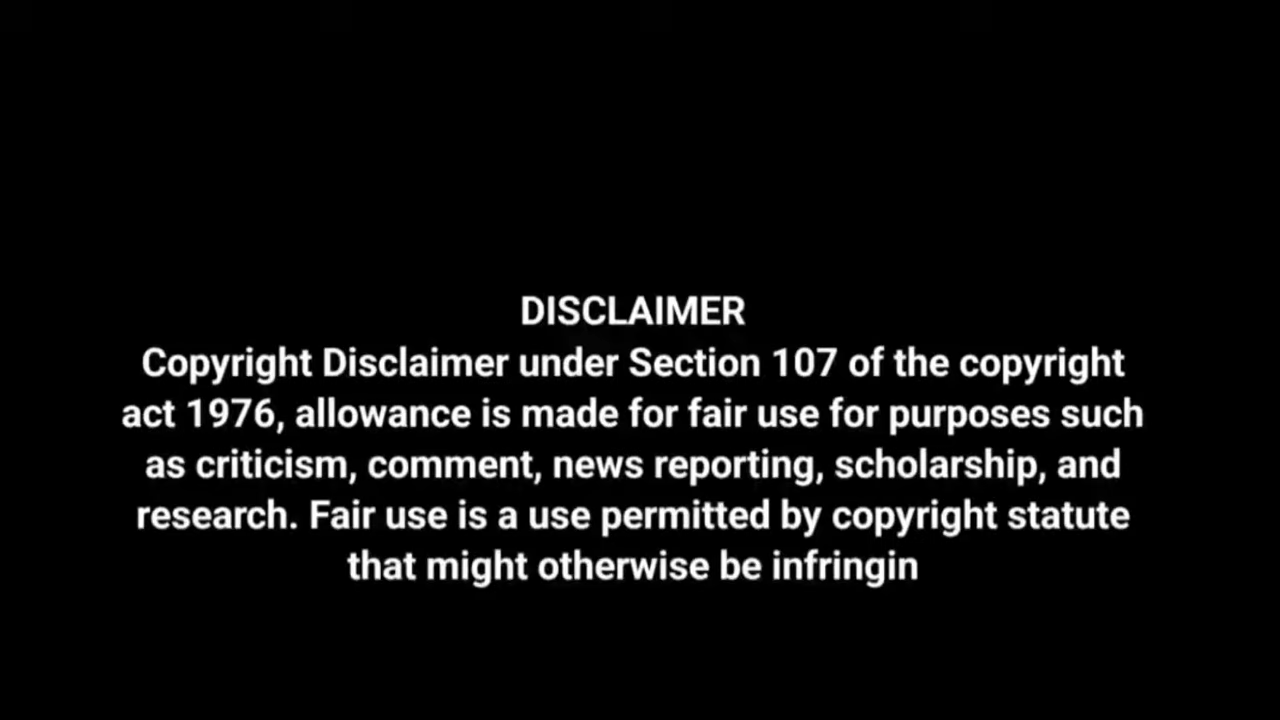 DISCLAIMER
Copyright Disclaimer under Section 107 of the copyright
act 1976, allowance is made for fair use for purposes such
as criticism, comment, news reporting, scholarship, and
research. Fair use is a use permitted by copyright statute
that might otherwise be infringin